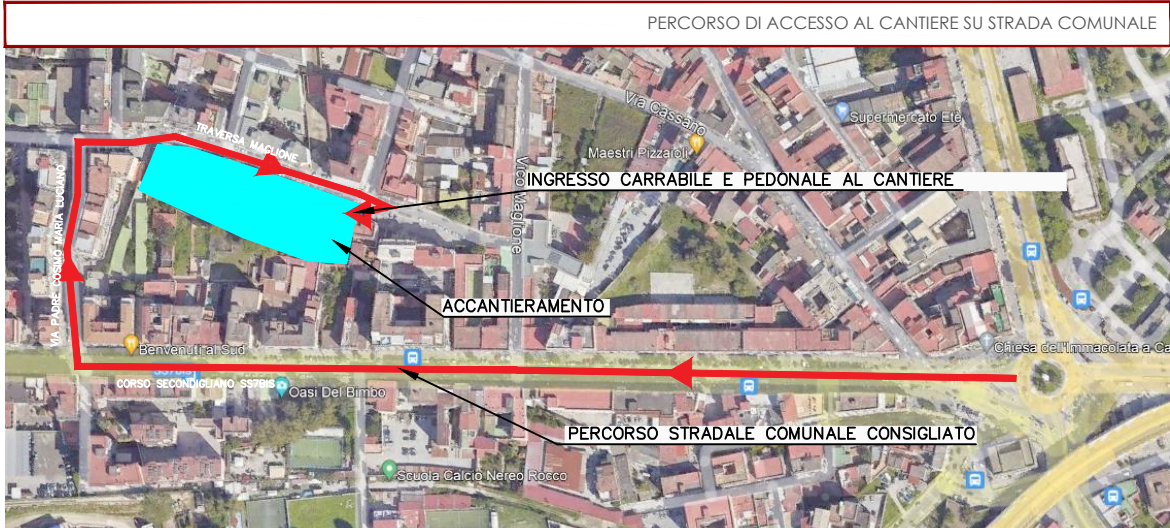 PERCORSO DI ACCESSO AL CANTIERE SU STRADA COMUNALE
Via Cassano
Supermercato Ete
TRAVERSA MAGLIONE
Maestri Pizzaioli
Vico Maglione
INGRESSO CARRABILE E PEDONALE AL CANTIERE
VIA PADRE COSIMO MARIA LUCIANO
ACCANTIERAMENTO
Benvenuti al Sud
Chiesa dell'Immacolata a Ca
SS7bis
CORSO SECONDIGLIANO SS7BIS
Oasi Del Bimbo
PERCORSO STRADALE COMUNALE CONSIGLIATO
Scuola Calcio Nereo Rocco